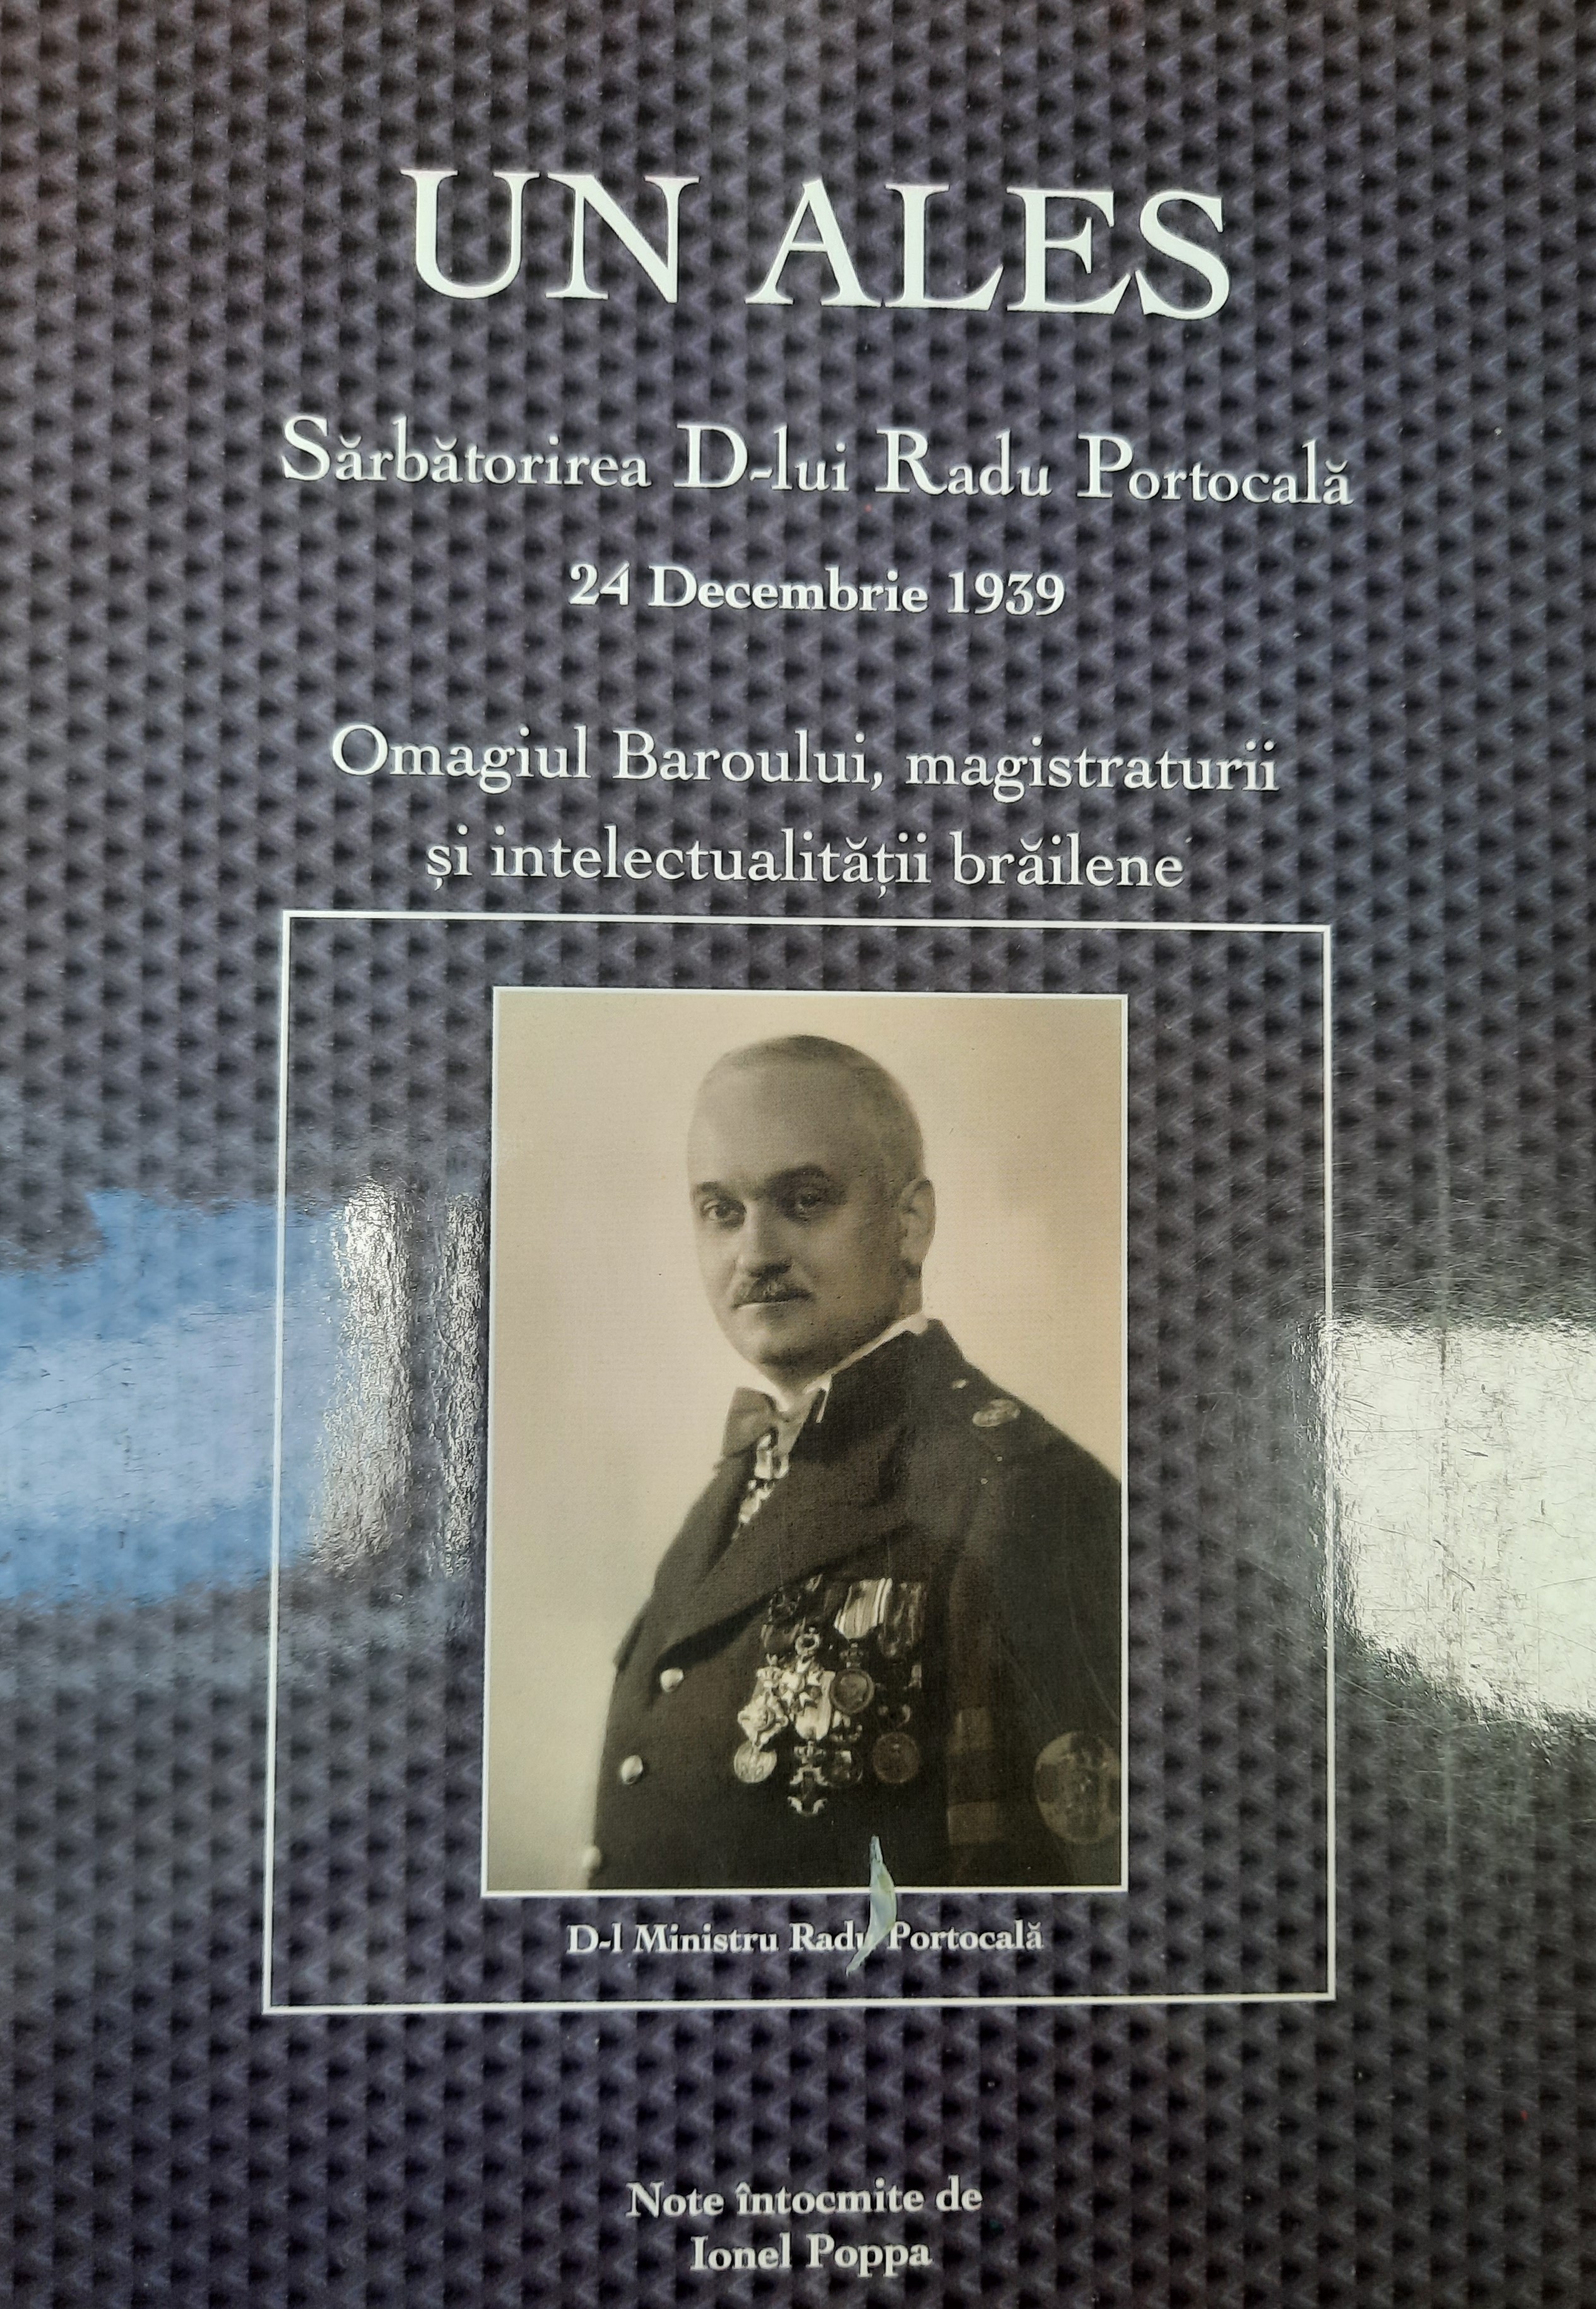 UN ALES
Sărbătorirea D-lui Radu Portocală
24 Decembrie 1939
Omagiul Baroului, magistraturii
și intelectualității brăilene
D-l Ministru Radu Portocală
Note întocmite de
Ionel Poppa